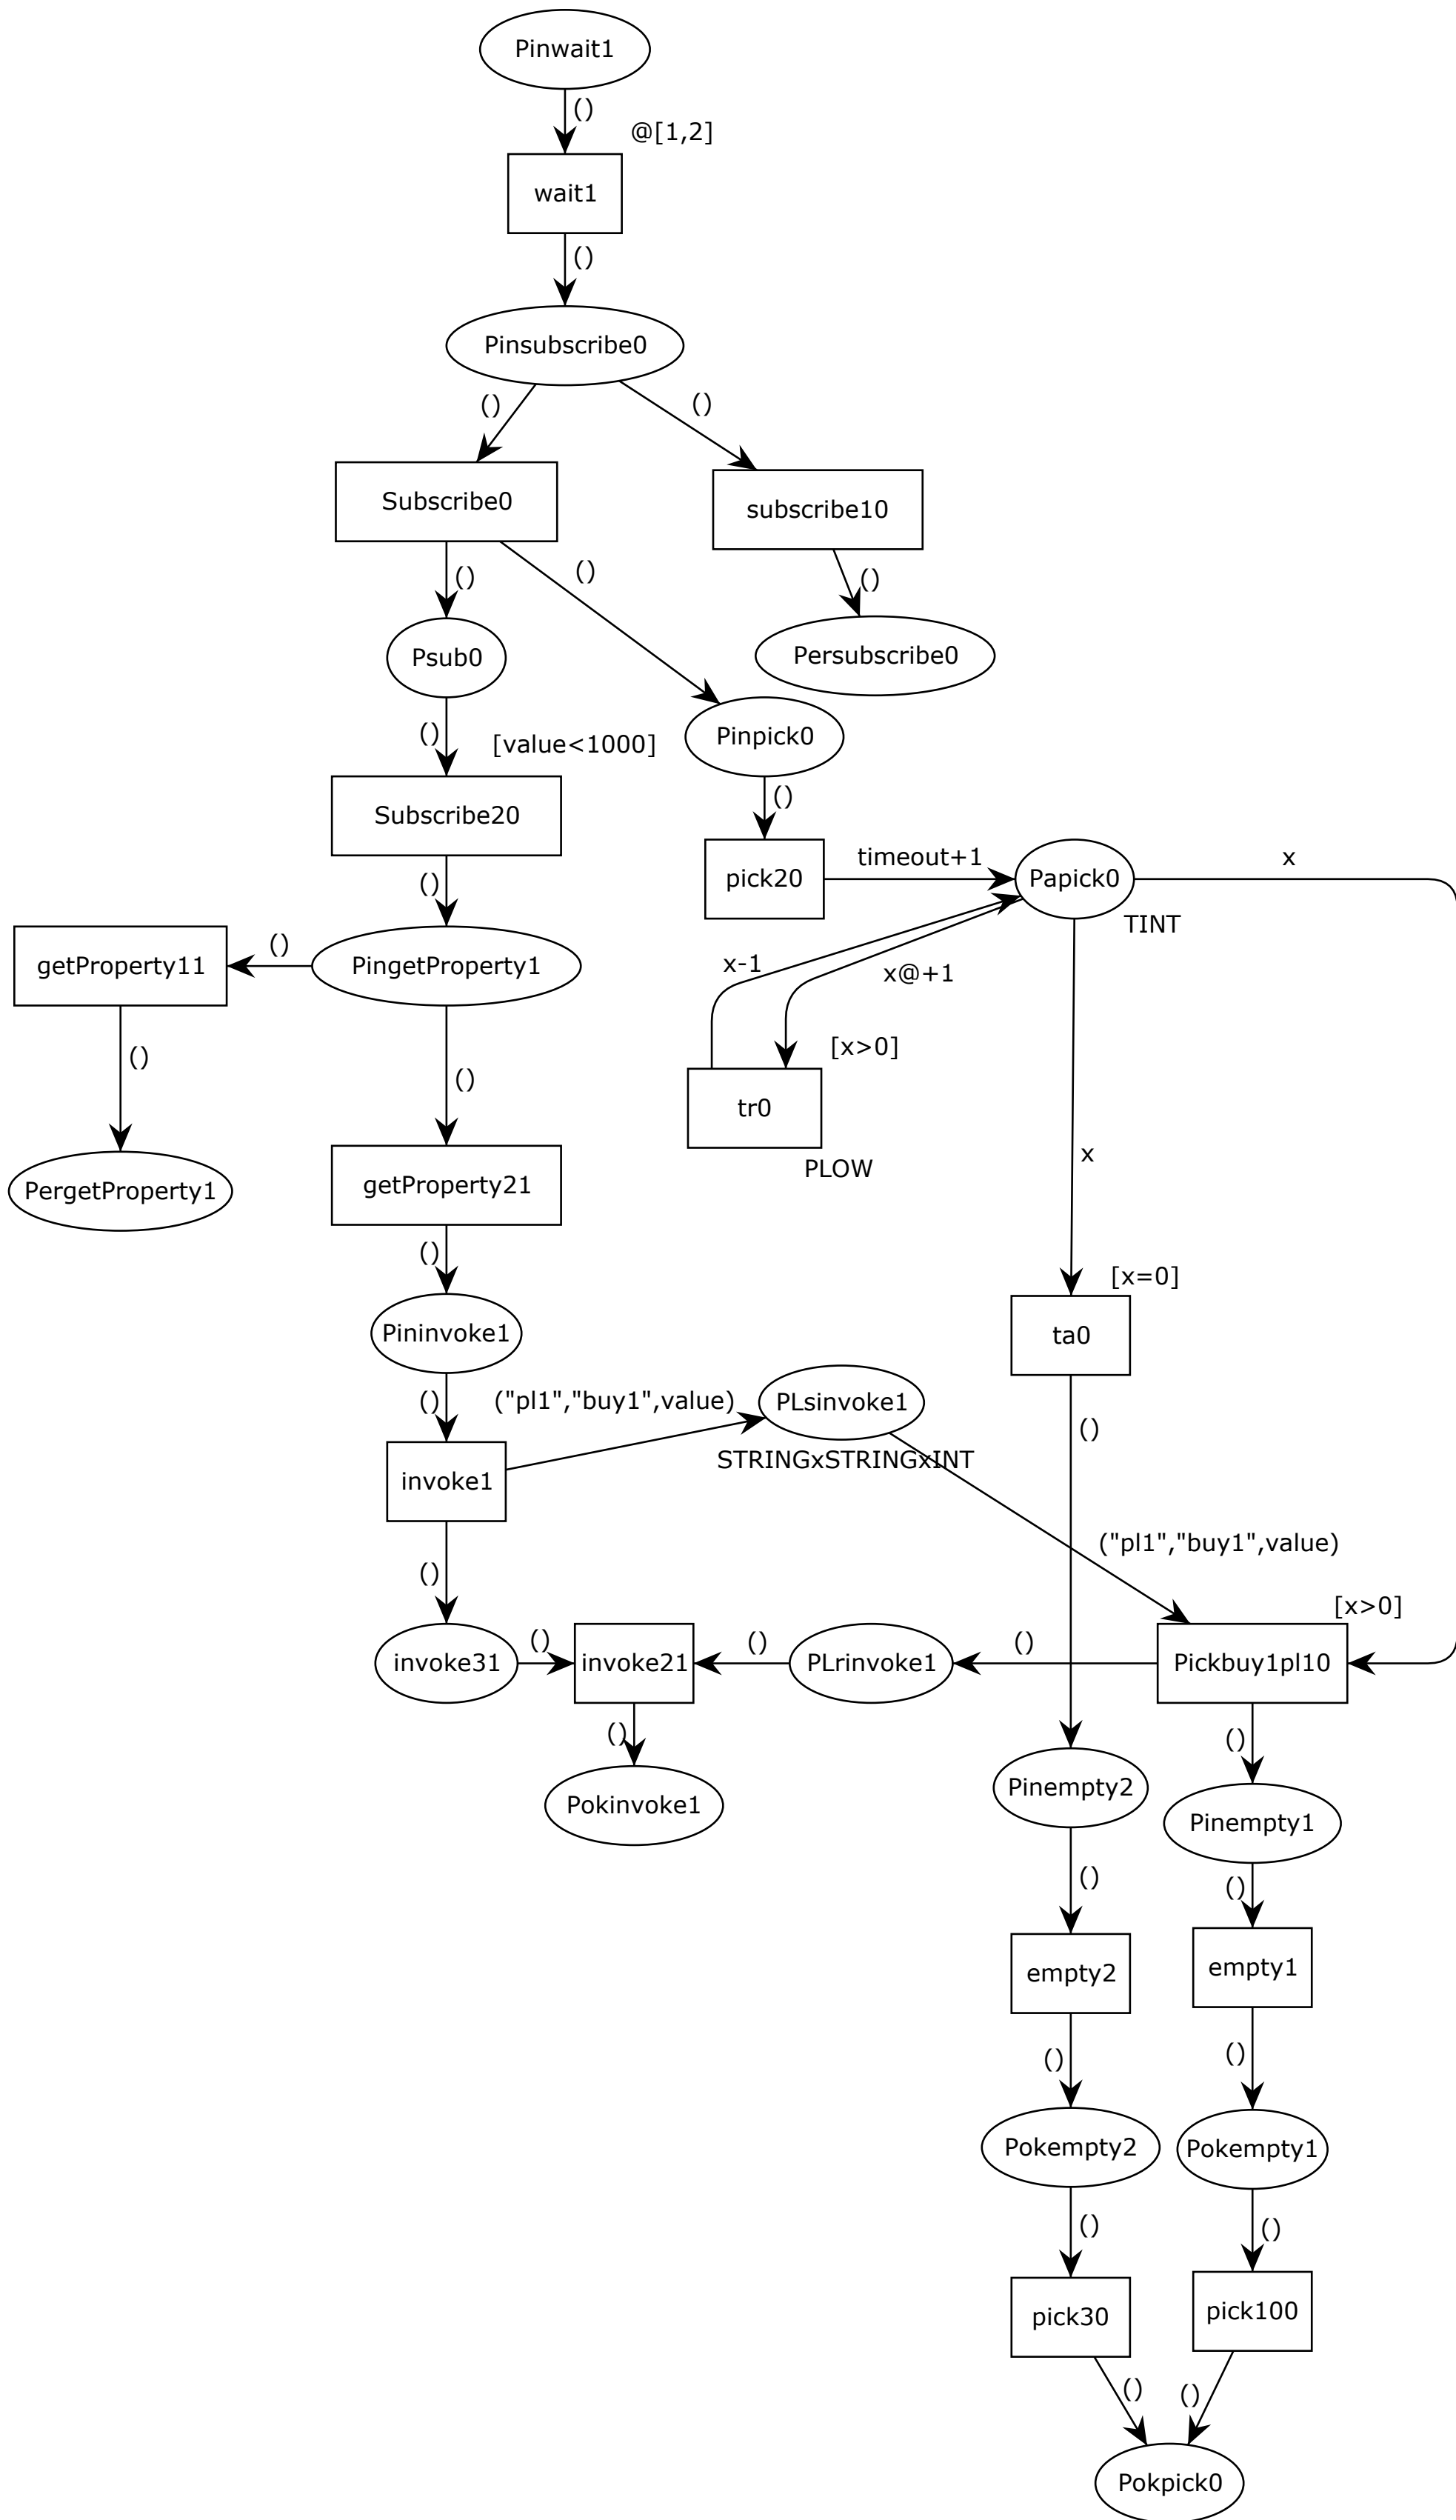 Pinwait1
()
@[1,2]
wait1
()
Pinsubscribe0
()
()
Subscribe0
subscribe10
()
()
()
Psub0
Persubscribe0
()
[value<1000]
Pinpick0
()
Subscribe20
timeout+1
x
pick20
Papick0
()
TINT
()
getProperty11
PingetProperty1
x-1
x@+1
()
()
[x>0]
tr0
PLOW
x
PergetProperty1
getProperty21
()
[x=0]
Pininvoke1
ta0
()
("pl1","buy1",value)
PLsinvoke1
()
STRINGxSTRINGxINT
invoke1
()
("pl1","buy1",value)
[x>0]
()
()
()
invoke31
invoke21
PLrinvoke1
Pickbuy1pl10
()
()
Pinempty2
Pokinvoke1
Pinempty1
()
()
empty2
empty1
()
()
Pokempty2
Pokempty1
()
()
pick30
pick100
()
()
Pokpick0